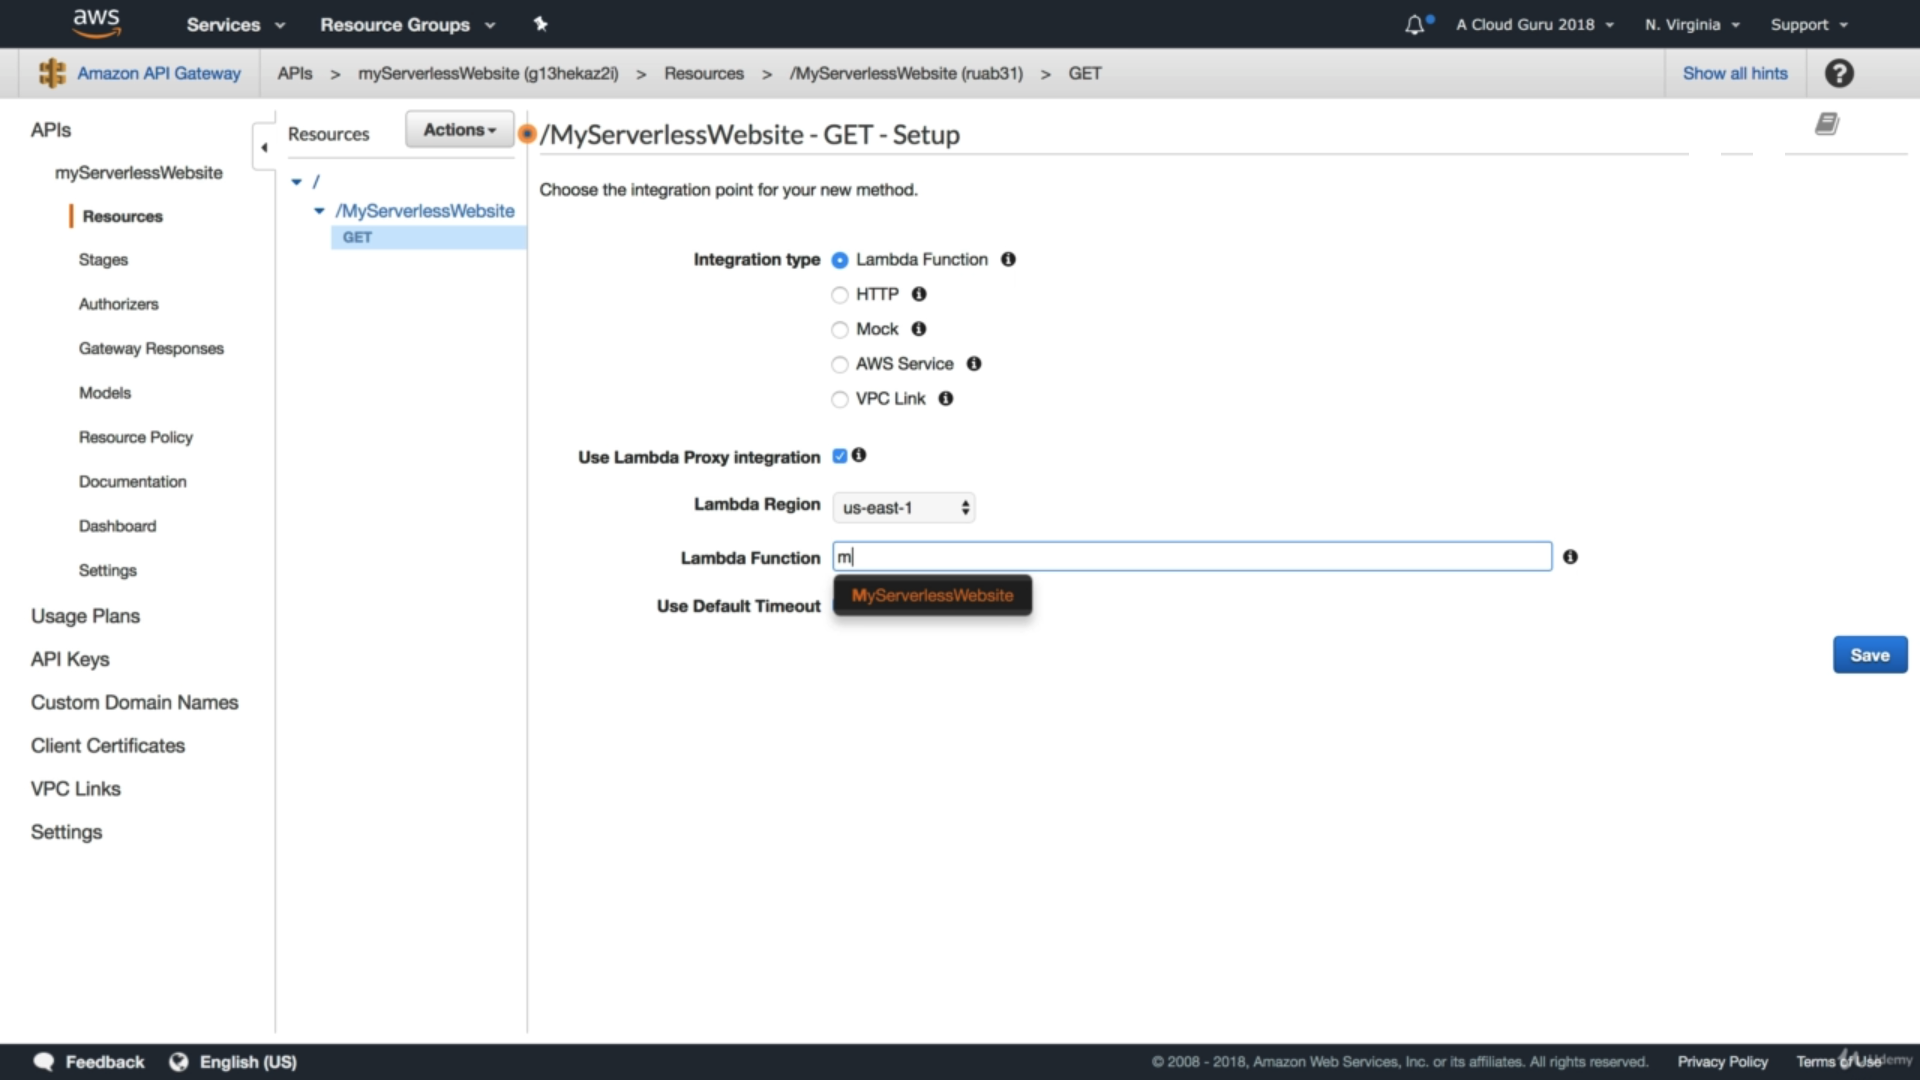 aws
Services
Resource Groups
A Cloud Guru 2018
N. Virginia
Support
Amazon API Gateway
APIs > myServerlessWebsite (g13hekaz2i) > Resources > /MyServerlessWebsite (ruab31) > GET
Show all hints
?
APIs
myServerlessWebsite
Resources
Stages
Authorizers
Gateway Responses
Models
Resource Policy
Documentation
Dashboard
Settings
Usage Plans
API Keys
Custom Domain Names
Client Certificates
VPC Links
Settings
Resources
Actions
/
/MyServerlessWebsite
GET
/MyServerlessWebsite - GET - Setup
Choose the integration point for your new method.
Integration type
Lambda Function
HTTP
Mock
AWS Service
VPC Link
Use Lambda Proxy integration
Lambda Region
us-east-1
Lambda Function
m
MyServerlessWebsite
Use Default Timeout
Save
Feedback
English (US)
© 2008 - 2018, Amazon Web Services, Inc. or its affiliates. All rights reserved.
Privacy Policy
Terms of Use